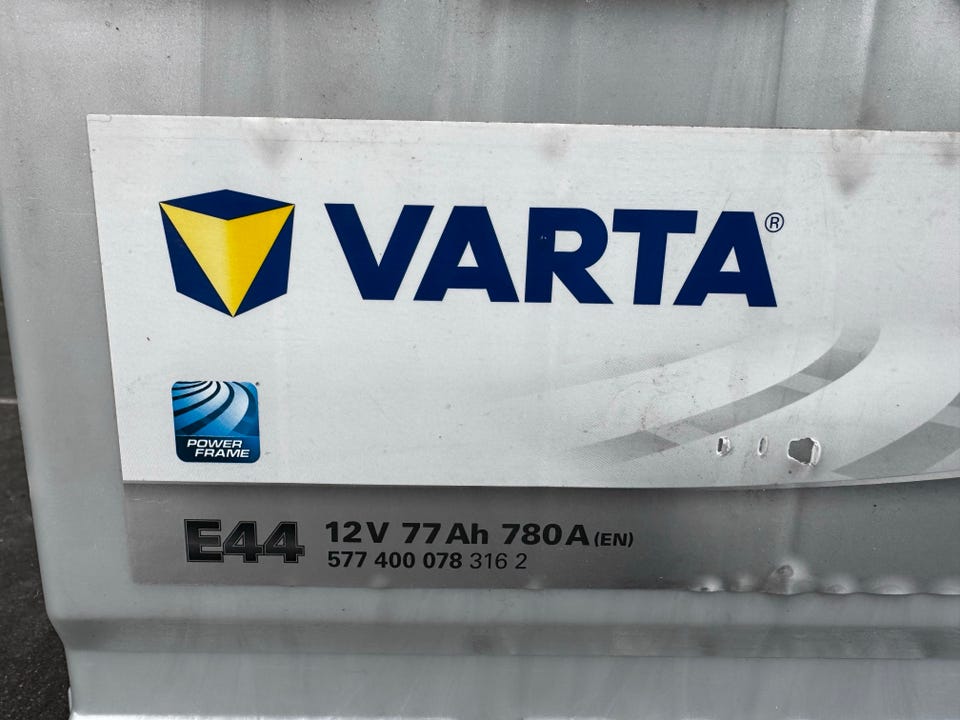 VARTA®
POWER
FRAME
E44 12V 77Ah 780A (EN)
577 400 078 316 2